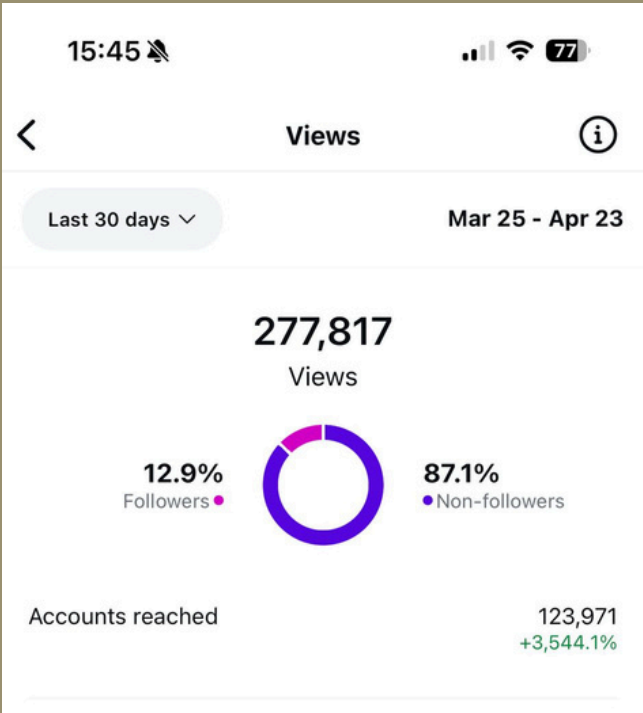 15:45
77
Views
Last 30 days
Mar 25 - Apr 23
277,817
Views
12.9%
Followers
87.1%
Non-followers
Accounts reached
123,971
+3,544.1%